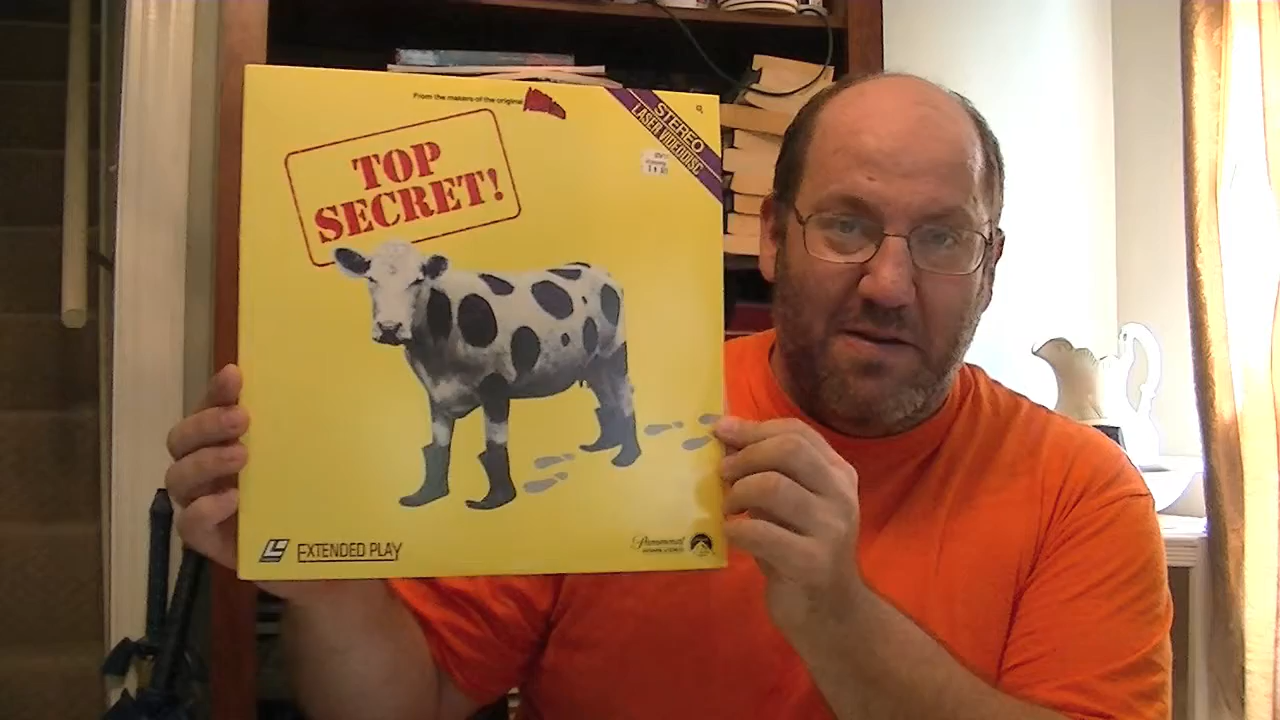 From the makers of the original
TOP
SECRET!
STEREO
LASER VIDEODISC
EXTENDED PLAY
Paramount